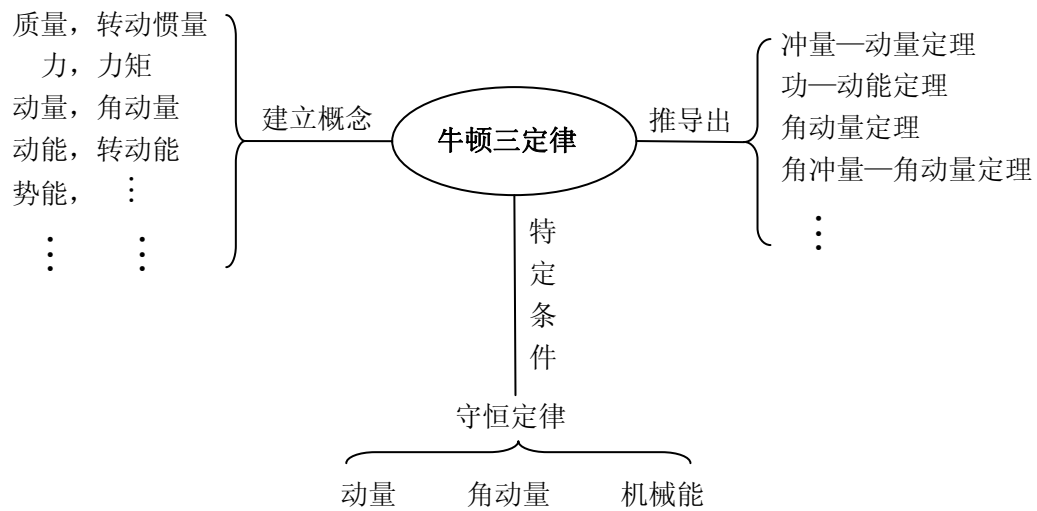 质量，转动惯量
力，力矩
动量，角动量
动能，转动能
势能，⋮
⋮ ⋮
建立概念
牛顿三定律
推导出
冲量—动量定理
功—动能定理
角动量定理
角冲量—角动量定理
⋮
特定条件
守恒定律
动量 角动量 机械能